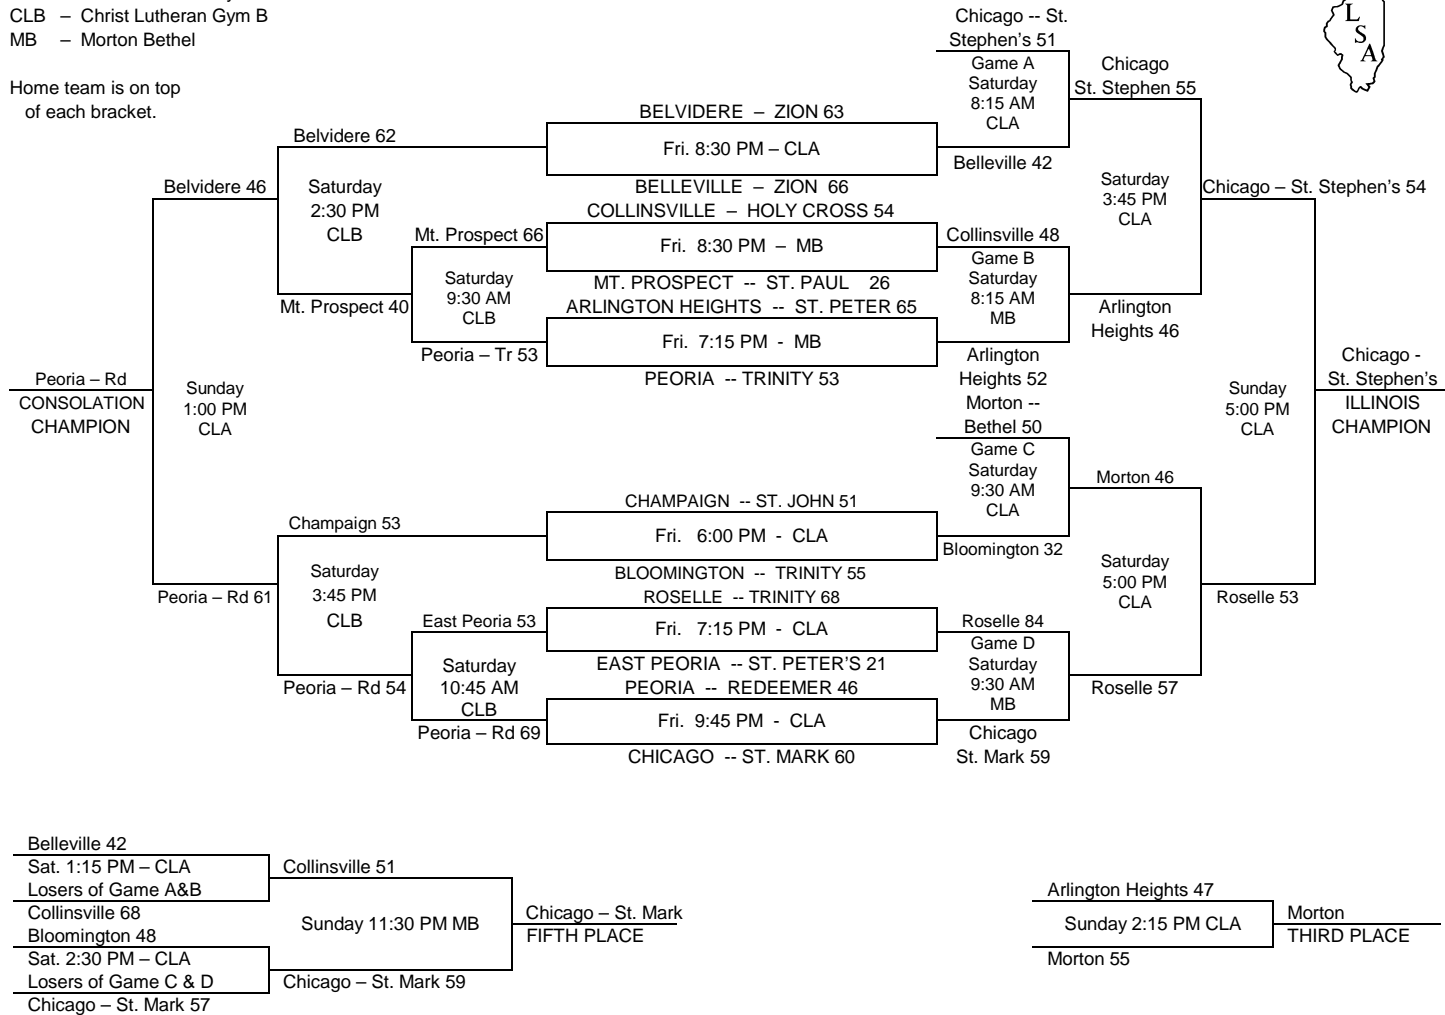 CLB – Christ Lutheran Gym B
MB – Morton Bethel
Home team is on top
of each bracket.
L
S
A
Chicago -- St.
Stephen's 51
Game A
Saturday
8:15 AM
CLA
Belleville 42
Chicago
St. Stephen 55
BELVIDERE – ZION 63
Fri. 8:30 PM – CLA
BELLEVILLE – ZION 66
Belvidere 62
Belvidere 46
Saturday
2:30 PM
CLB
COLLINSVILLE – HOLY CROSS 54
Fri. 8:30 PM – MB
MT. PROSPECT -- ST. PAUL 26
Mt. Prospect 66
Saturday
9:30 AM
CLB
Mt. Prospect 40
Peoria – Tr 53
ARLINGTON HEIGHTS -- ST. PETER 65
Fri. 7:15 PM - MB
PEORIA -- TRINITY 53
Collinsville 48
Game B
Saturday
8:15 AM
MB
Arlington
Heights 52
Saturday
3:45 PM
CLA
Arlington
Heights 46
Chicago – St. Stephen's 54
Peoria – Rd
CONSOLATION
CHAMPION
Sunday
1:00 PM
CLA
Sunday
5:00 PM
CLA
Chicago -
St. Stephen's
ILLINOIS
CHAMPION
Morton --
Bethel 50
Game C
Saturday
9:30 AM
CLA
Bloomington 32
Morton 46
CHAMPAIGN -- ST. JOHN 51
Fri. 6:00 PM - CLA
BLOOMINGTON -- TRINITY 55
Champaign 53
Saturday
3:45 PM
CLB
Peoria – Rd 61
Saturday
5:00 PM
CLA
Roselle 53
ROSELLE -- TRINITY 68
Fri. 7:15 PM - CLA
EAST PEORIA -- ST. PETER'S 21
East Peoria 53
Saturday
10:45 AM
CLB
Peoria – Rd 54
Peoria – Rd 69
PEORIA -- REDEEMER 46
Fri. 9:45 PM - CLA
CHICAGO -- ST. MARK 60
Roselle 84
Game D
Saturday
9:30 AM
MB
Chicago
St. Mark 59
Roselle 57
Belleville 42
Sat. 1:15 PM – CLA
Losers of Game A&B
Collinsville 68
Collinsville 51
Bloomington 48
Sat. 2:30 PM – CLA
Losers of Game C & D
Chicago – St. Mark 57
Sunday 11:30 PM MB
Chicago – St. Mark 59
Chicago – St. Mark
FIFTH PLACE
Arlington Heights 47
Sunday 2:15 PM CLA
Morton 55
Morton
THIRD PLACE